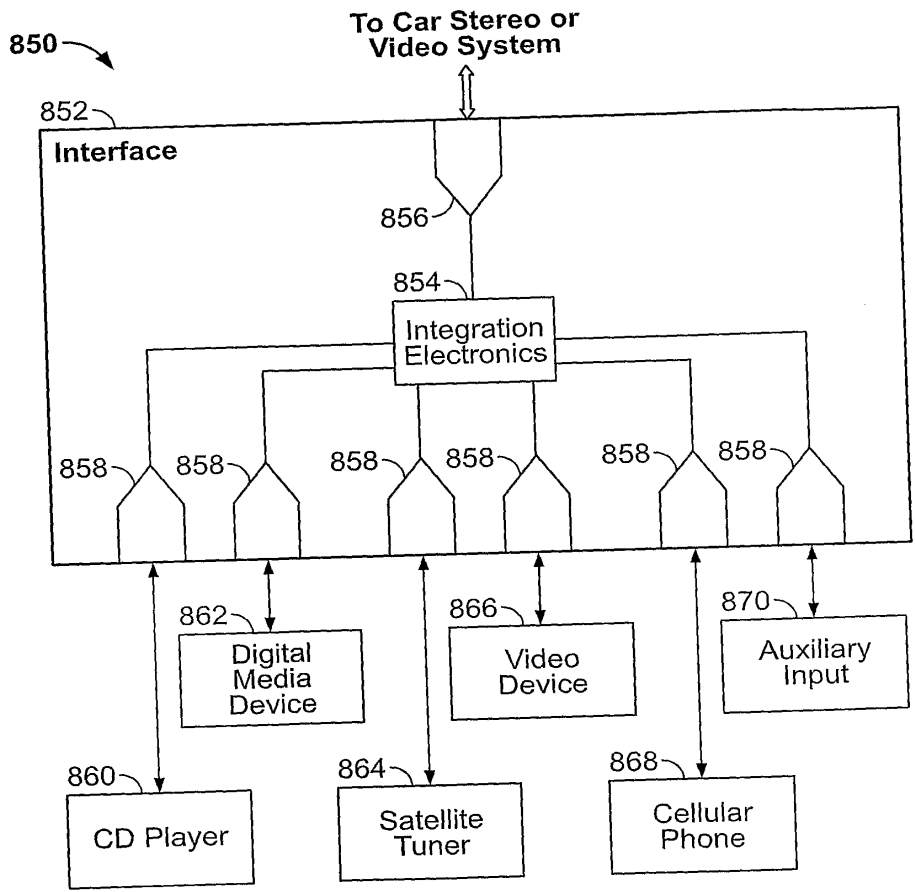 To Car Stereo or
Video System
850
852
Interface
856
854
Integration
Electronics
858
858
858
858
858
858
862
Digital
Media
Device
866
Video
Device
870
Auxiliary
Input
860
CD Player
864
Satellite
Tuner
868
Cellular
Phone